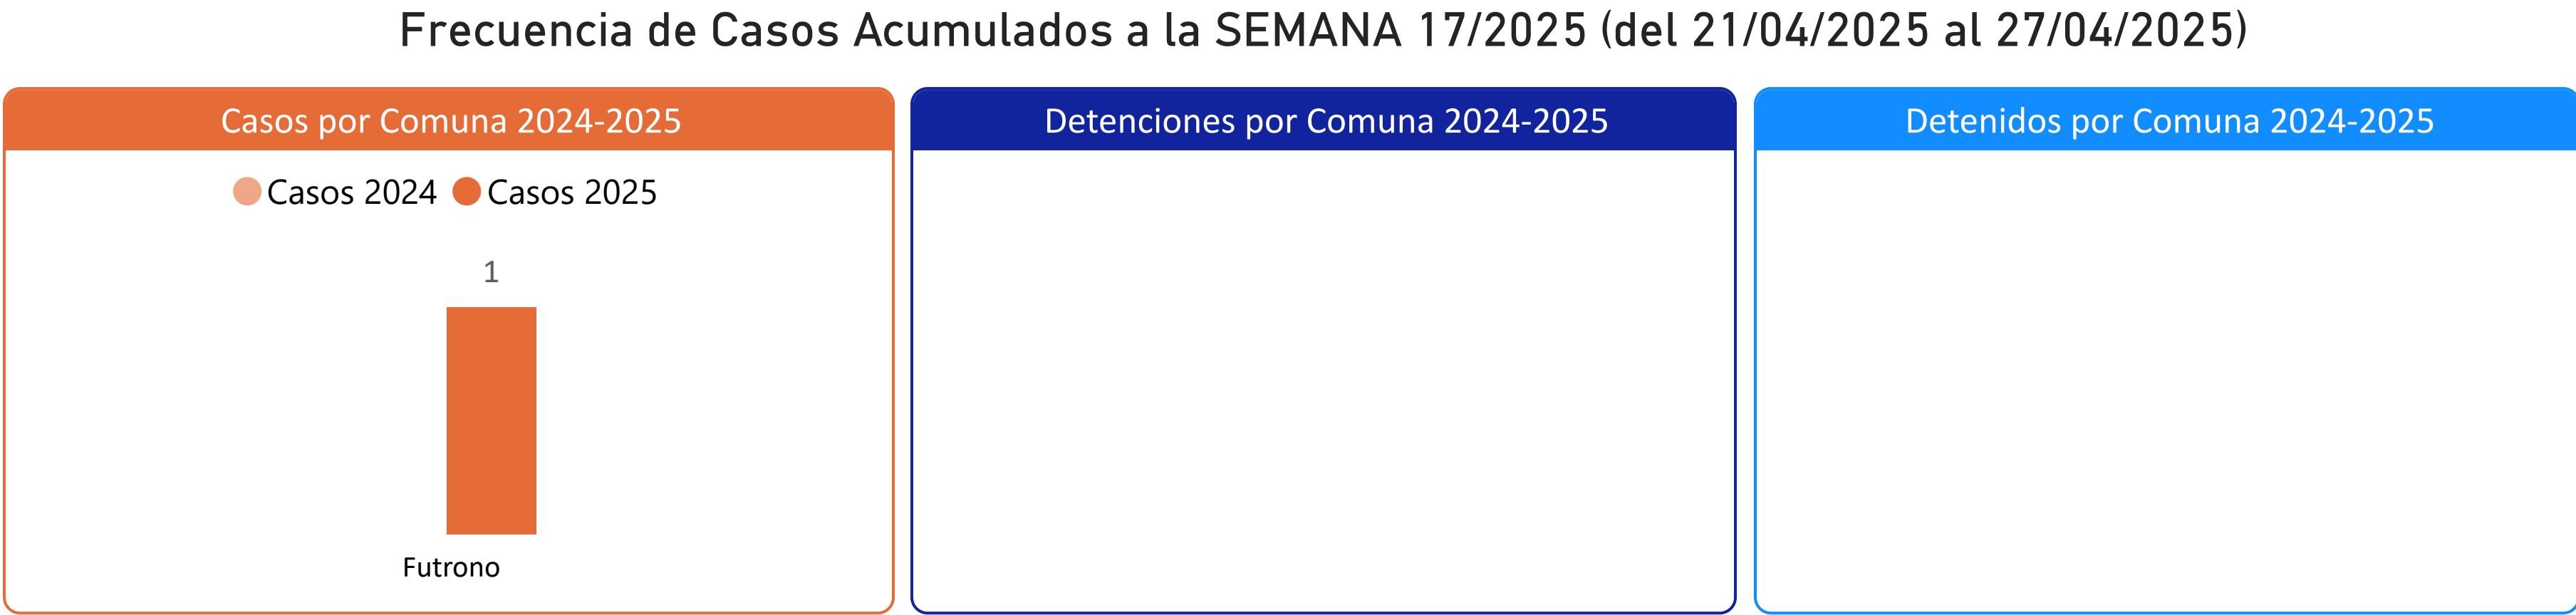 Frecuencia de Casos Acumulados a la SEMANA 17/2025 (del 21/04/2025 al 27/04/2025)
Casos por Comuna 2024-2025
Casos 2024 Casos 2025
1
Futrono
Detenciones por Comuna 2024-2025
Detenidos por Comuna 2024-2025